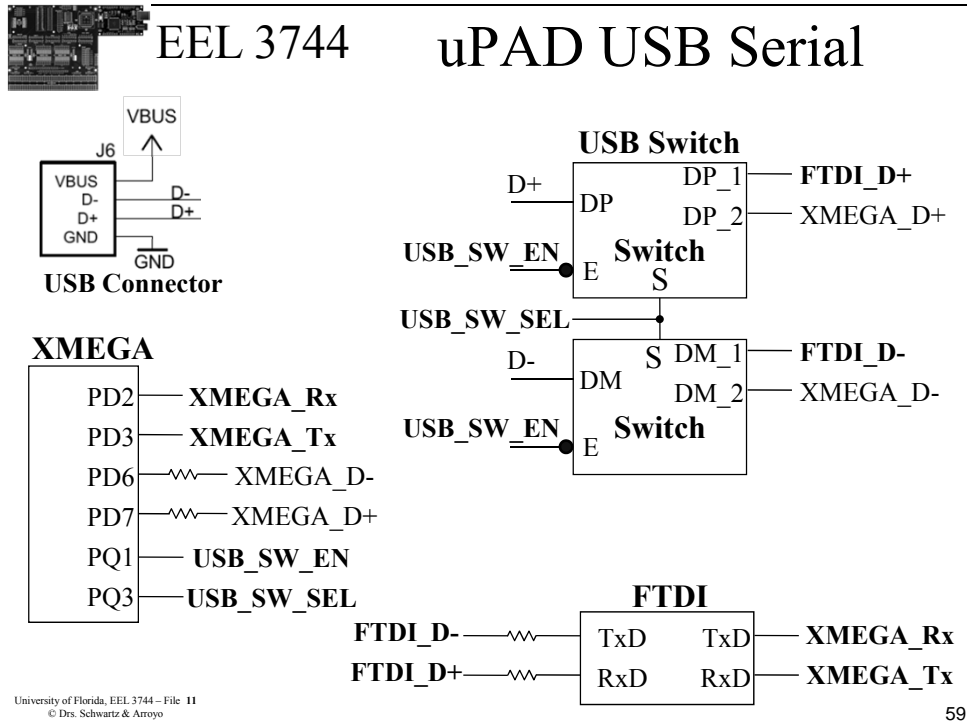 EEL 3744 uPAD USB Serial
VBUS
J6
VBUS
D-
D+
GND
D-
D+
GND
USB Connector
USB Switch
D+
DP
DP_1
FTDI_D+
DP_2
XMEGA_D+
USB_SW_EN
E
Switch
S
USB_SW_SEL
D-
DM
S
DM_1
FTDI_D-
DM_2
XMEGA_D-
USB_SW_EN
E
Switch
XMEGA
PD2 XMEGA_Rx
PD3 XMEGA_Tx
PD6 XMEGA_D-
PD7 XMEGA_D+
PQ1 USB_SW_EN
PQ3 USB_SW_SEL
FTDI
FTDI_D- TxD TxD XMEGA_Rx
FTDI_D+ RxD RxD XMEGA_Tx
University of Florida, EEL 3744 – File 11
© Drs. Schwartz & Arroyo
59